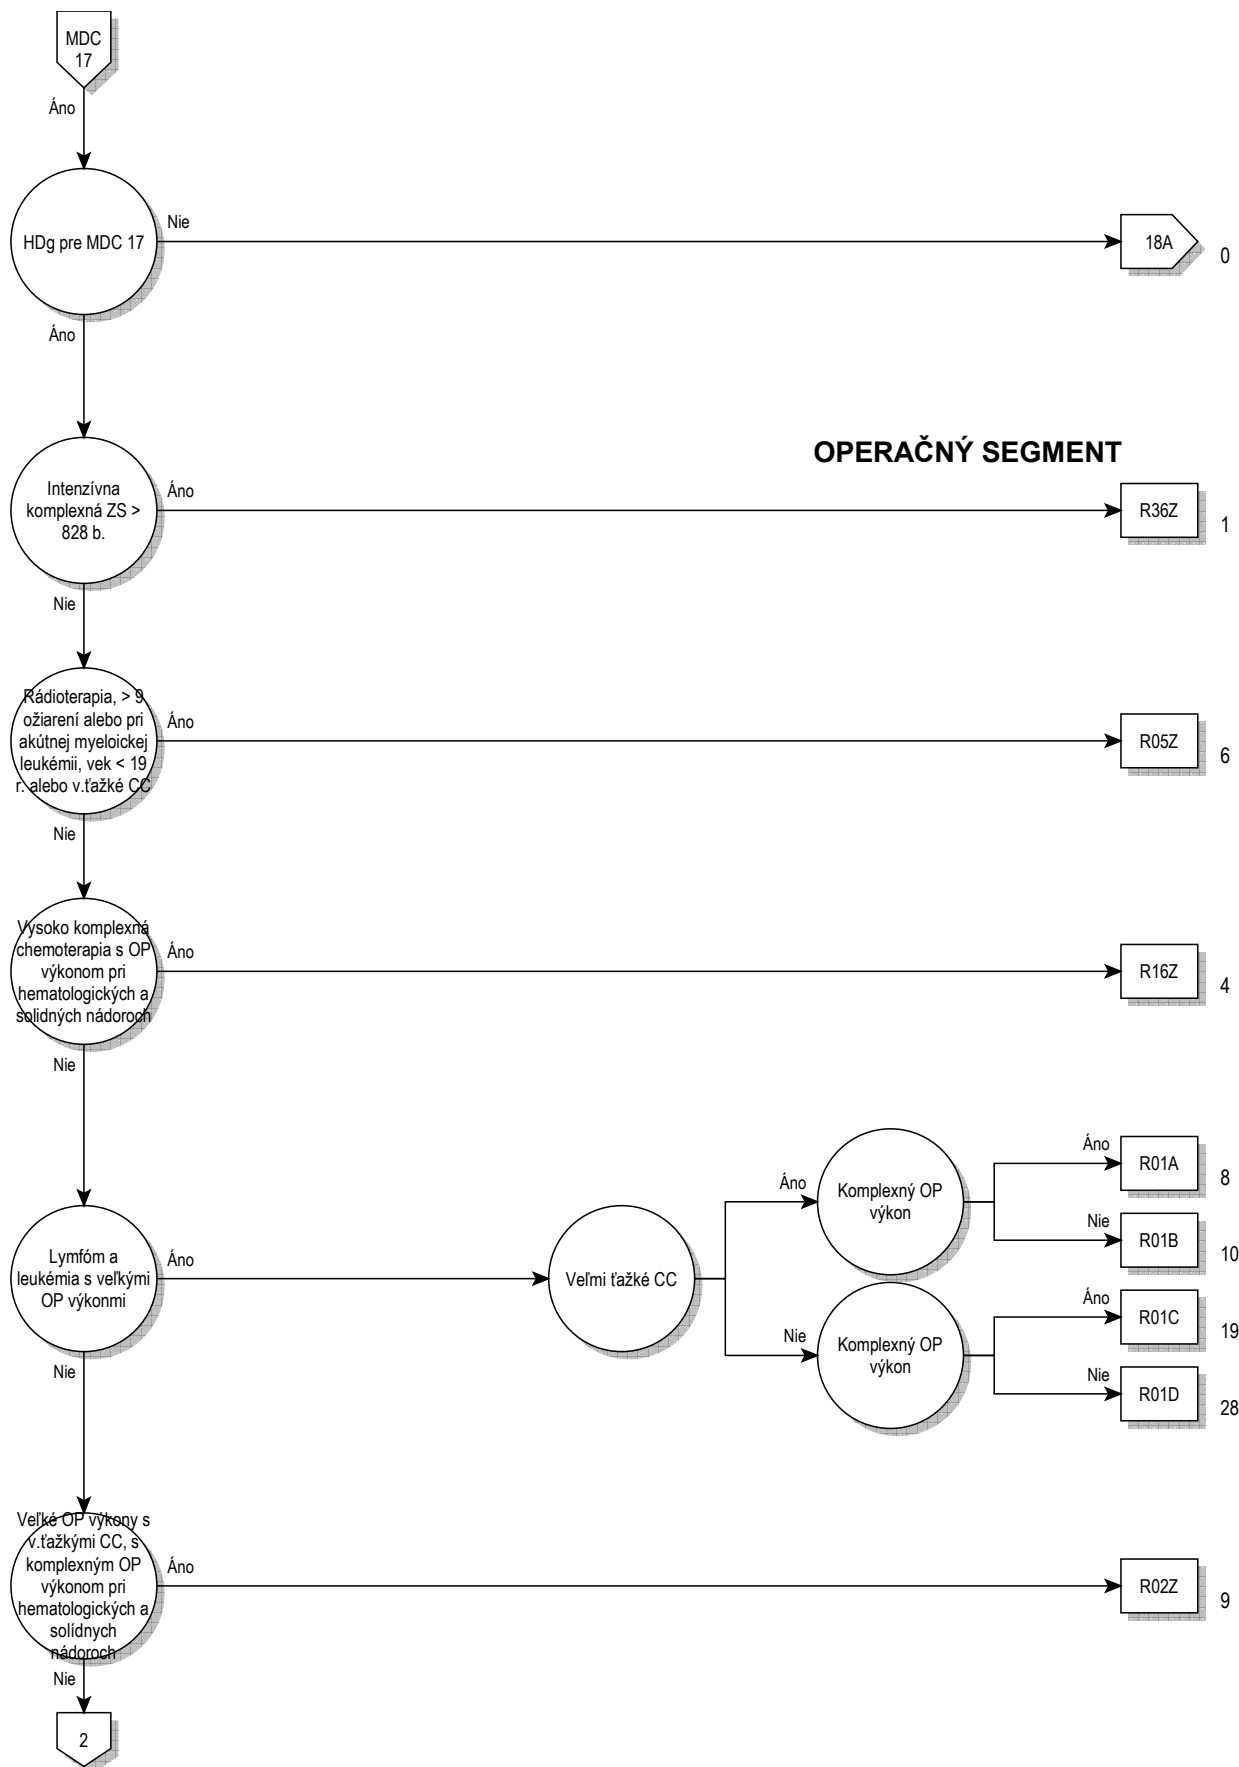 MDC
17
Áno
HDg pre MDC 17
Nie
18A
0
Áno
OPERAČNÝ SEGMENT
Intenzívna
komplexná ZS >
828 b.
Áno
R36Z
1
Nie
Rádioterapia, > 9
ožiarení alebo pri
akútnej myeloickej
leukémii, vek < 19
r. alebo v.ťažké CC
Áno
R05Z
6
Nie
Vysoko komplexná
chemoterapia s OP
výkonom pri
hematologických a
solidných nádoroch
Áno
R16Z
4
Nie
Lymfóm a
leukémia s veľkými
OP výkonmi
Áno
Veľmi ťažké CC
Áno
Komplexný OP
výkon
Áno
R01A
8
Nie
R01B
10
Nie
Komplexný OP
výkon
Áno
R01C
19
Nie
R01D
28
Nie
Veľké OP výkony s
v.ťažkými CC, s
komplexným OP
výkonom pri
hematologických a
solídnych
nádoroch
Áno
R02Z
9
Nie
2